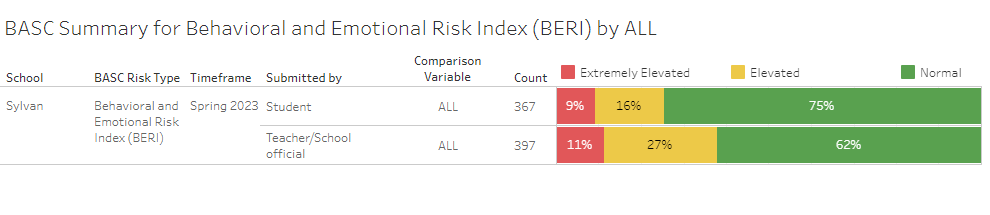 BASC Summary for Behavioral and Emotional Risk Index (BERI) by ALL
School BASC Risk Type Timeframe Submitted by Comparison Variable Count Extremely Elevated Elevated Normal
Sylvan Behavioral and Emotional Risk Index (BERI) Spring 2023 Student ALL 367 9% 16% 75%
Teacher/School official ALL 397 11% 27% 62%